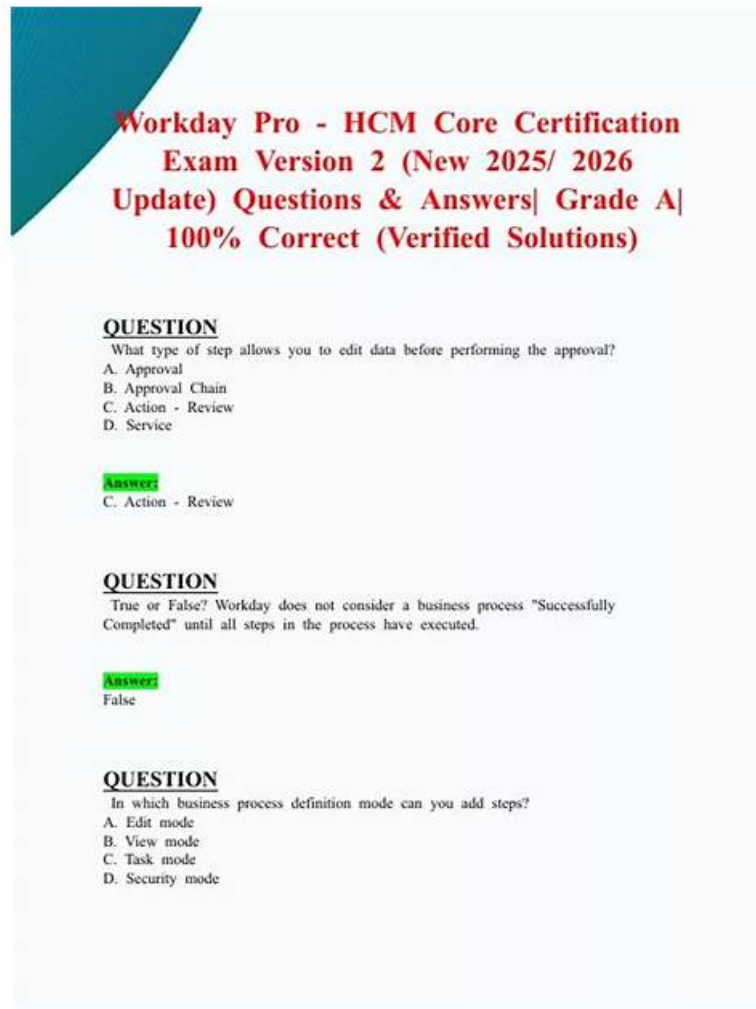 Workday Pro - HCM Core Certification
Exam Version 2 (New 2025/ 2026
Update) Questions & Answers| Grade A|
100% Correct (Verified Solutions)
QUESTION
What type of step allows you to edit data before performing the approval?
A. Approval
B. Approval Chain
C. Action - Review
D. Service
Answer:
C. Action - Review
QUESTION
True or False? Workday does not consider a business process "Successfully
Completed" until all steps in the process have executed.
Answer:
False
QUESTION
In which business process definition mode can you add steps?
A. Edit mode
B. View mode
C. Task mode
D. Security mode